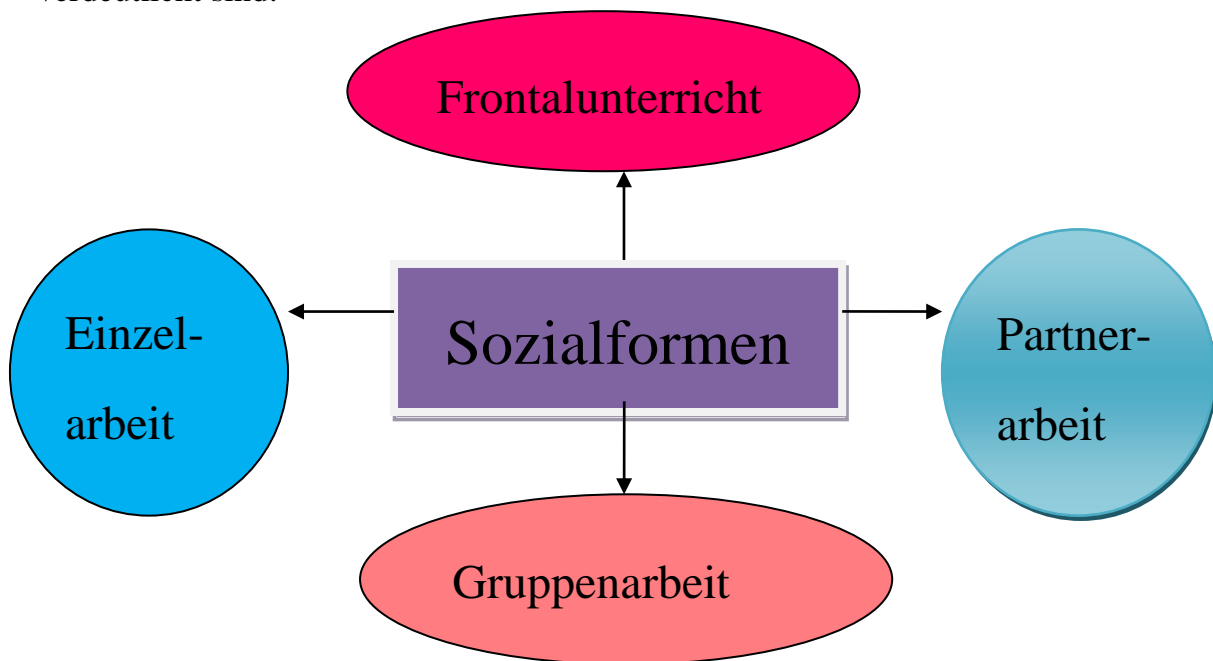 Frontalunterricht
Einzel-
arbeit
Sozialformen
Partner-
arbeit
Gruppenarbeit